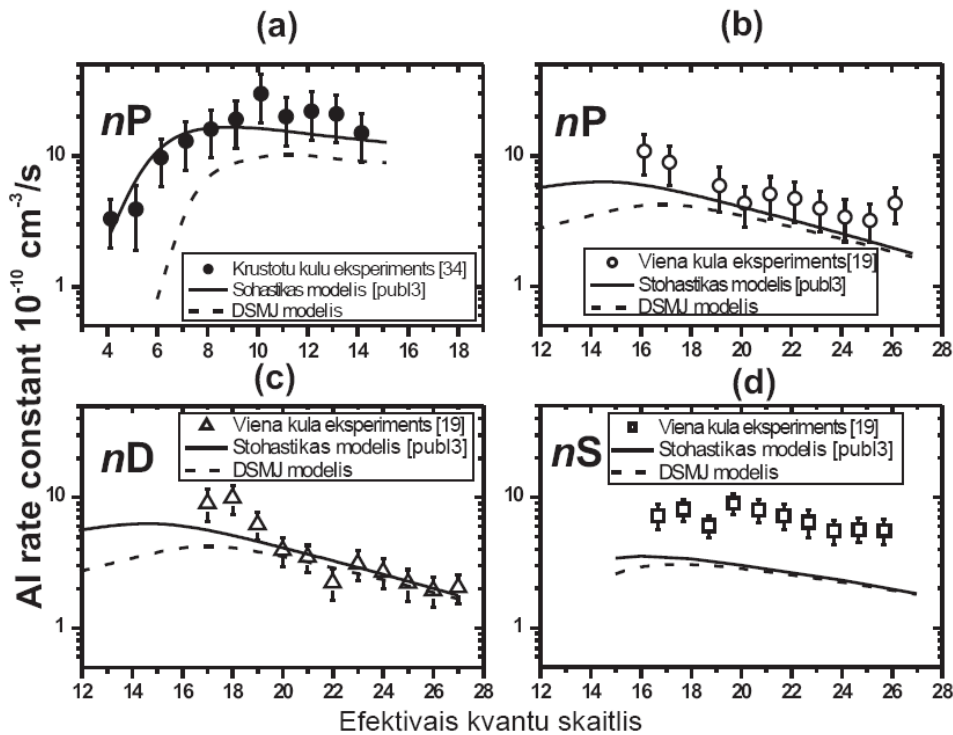 (a)
(b)
nP
10
1
Krustotu kulu eksperiments [34]
Sohastikas modelis [publ3]
DSMJ modelis
4 6 8 10 12 14 16 18
nP
10
1
Viena kula eksperiments[19]
Stohastikas modelis [publ3]
DSMJ modelis
12 14 16 18 20 22 24 26 28
AI rate constant 10⁻¹⁰ cm⁻³/s
(c)
(d)
nD
10
1
Viena kula eksperiments [19]
Stohastikas modelis [publ3]
DSMJ modelis
12 14 16 18 20 22 24 26 28
nS
10
1
Viena kula eksperiments [19]
Stohastikas modelis [publ3]
DSMJ modelis
12 14 16 18 20 22 24 26 28
Efektivais kvantu skaitlis